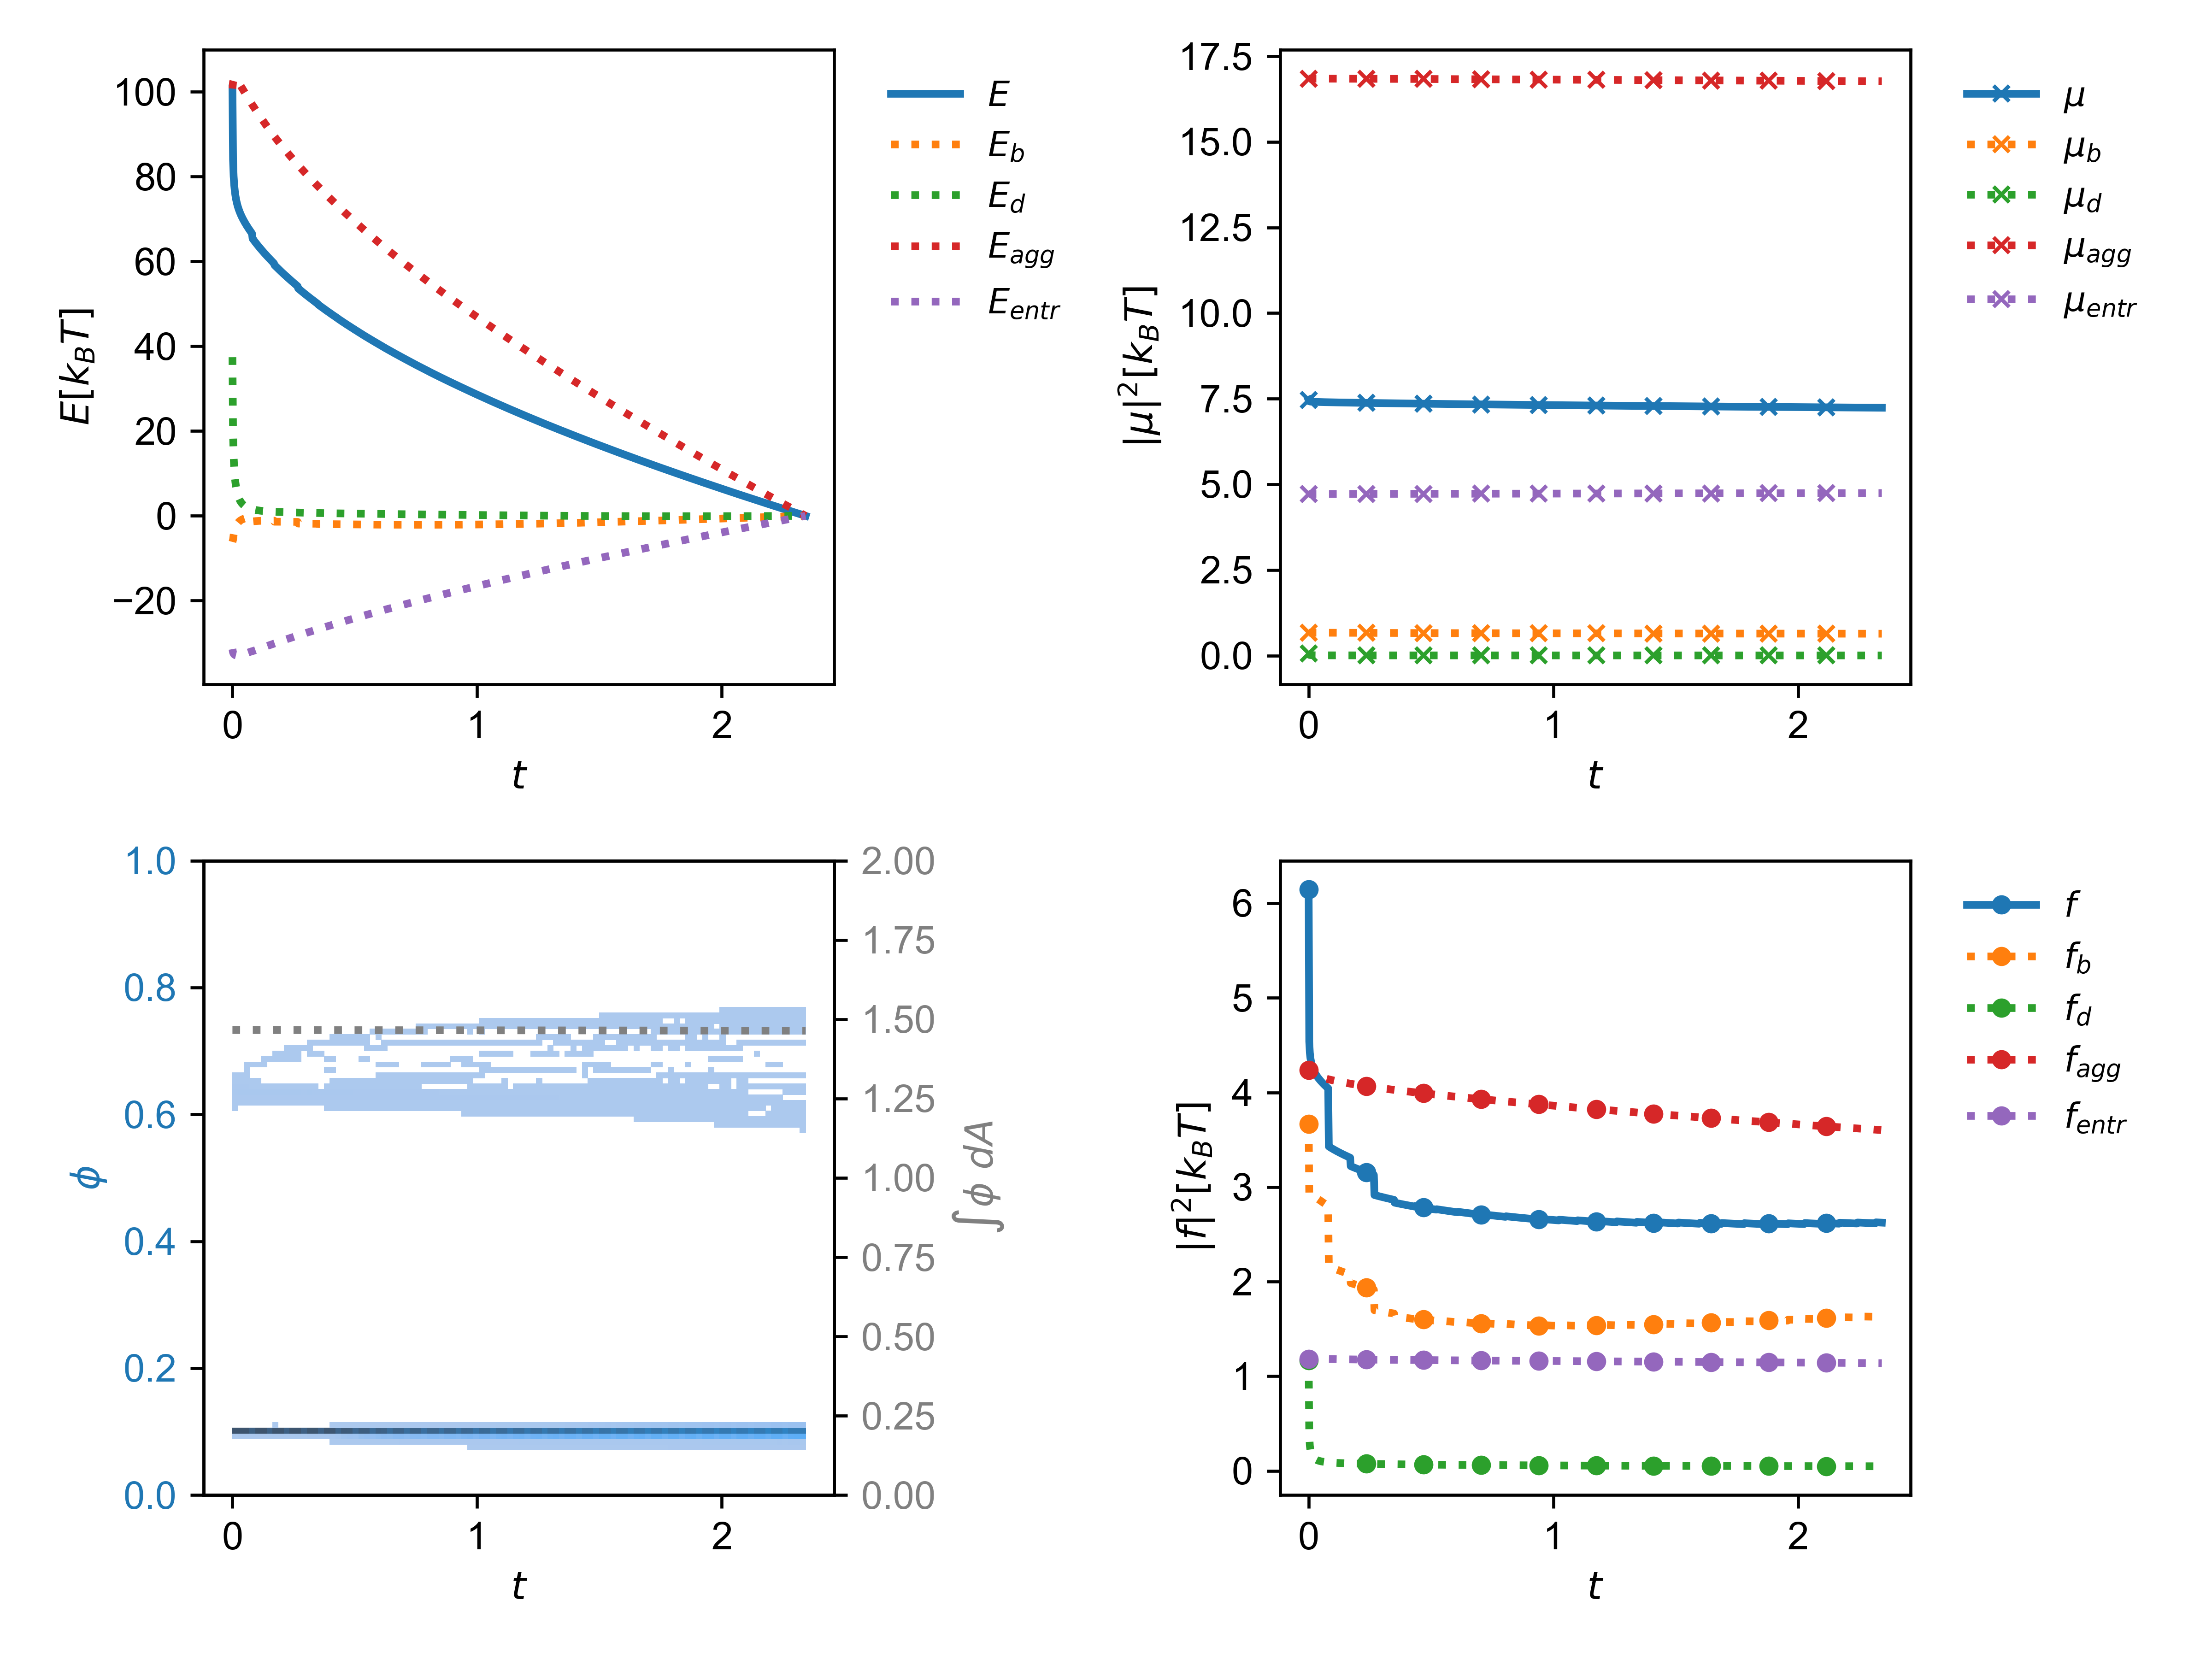 100
80
60
40
20
0
−20
E[k_BT]
0 1 2
t
E
E_b
E_d
E_agg
E_entr
17.5
15.0
12.5
10.0
7.5
5.0
2.5
0.0
|μ|²[k_BT]
0 1 2
t
μ
μ_b
μ_d
μ_agg
μ_entr
1.0
0.8
0.6
0.4
0.2
0.0
ϕ
0 1 2
t
2.00
1.75
1.50
1.25
1.00
0.75
0.50
0.25
0.00
∫ϕ dA
6
5
4
3
2
1
0
|f|²[k_BT]
0 1 2
t
f
f_b
f_d
f_agg
f_entr